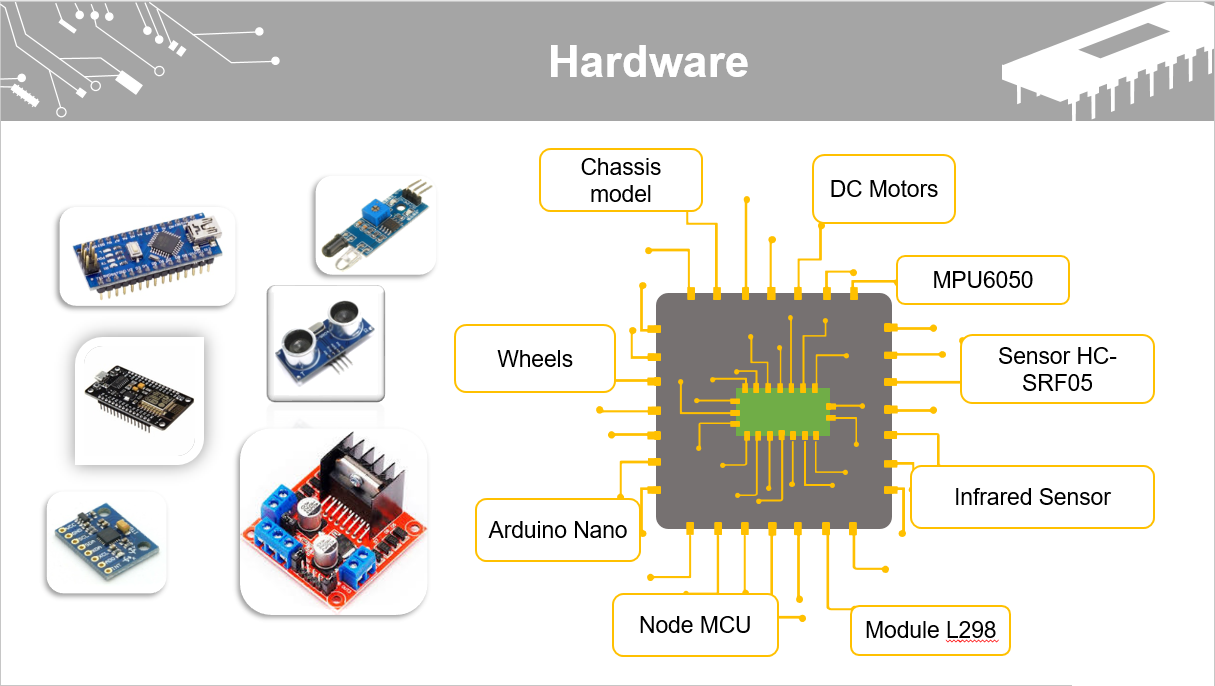 Hardware
Chassis
model
DC Motors
MPU6050
Wheels
Sensor HC-
SRF05
Arduino Nano
Infrared Sensor
Node MCU
Module L298